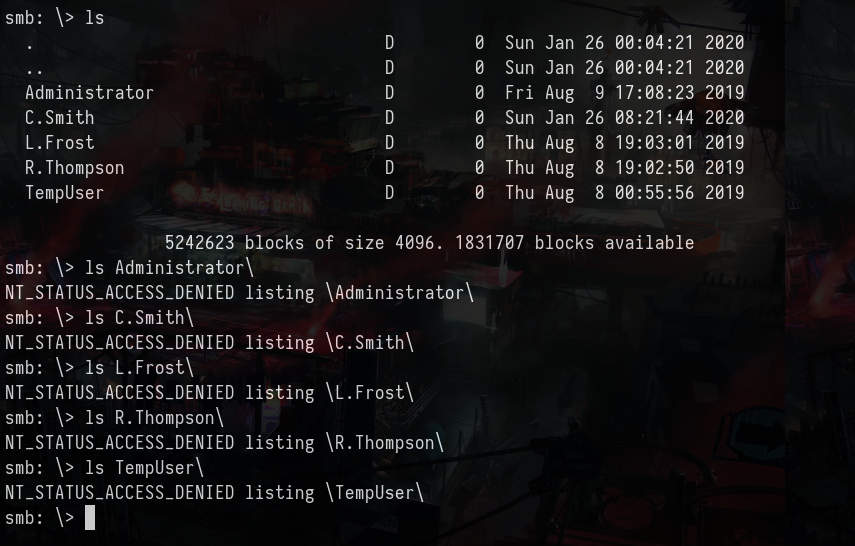 smb: \> ls
  .                                   D        0  Sun Jan 26 00:04:21 2020
  ..                                  D        0  Sun Jan 26 00:04:21 2020
  Administrator                       D        0  Fri Aug  9 17:08:23 2019
  C.Smith                             D        0  Sun Jan 26 08:21:44 2020
  L.Frost                             D        0  Thu Aug  8 19:03:01 2019
  R.Thompson                          D        0  Thu Aug  8 19:02:50 2019
  TempUser                            D        0  Thu Aug  8 00:55:56 2019

                5242623 blocks of size 4096. 1831707 blocks available
smb: \> ls Administrator\
NT_STATUS_ACCESS_DENIED listing \Administrator\
smb: \> ls C.Smith\
NT_STATUS_ACCESS_DENIED listing \C.Smith\
smb: \> ls L.Frost\
NT_STATUS_ACCESS_DENIED listing \L.Frost\
smb: \> ls R.Thompson\
NT_STATUS_ACCESS_DENIED listing \R.Thompson\
smb: \> ls TempUser\
NT_STATUS_ACCESS_DENIED listing \TempUser\
smb: \>